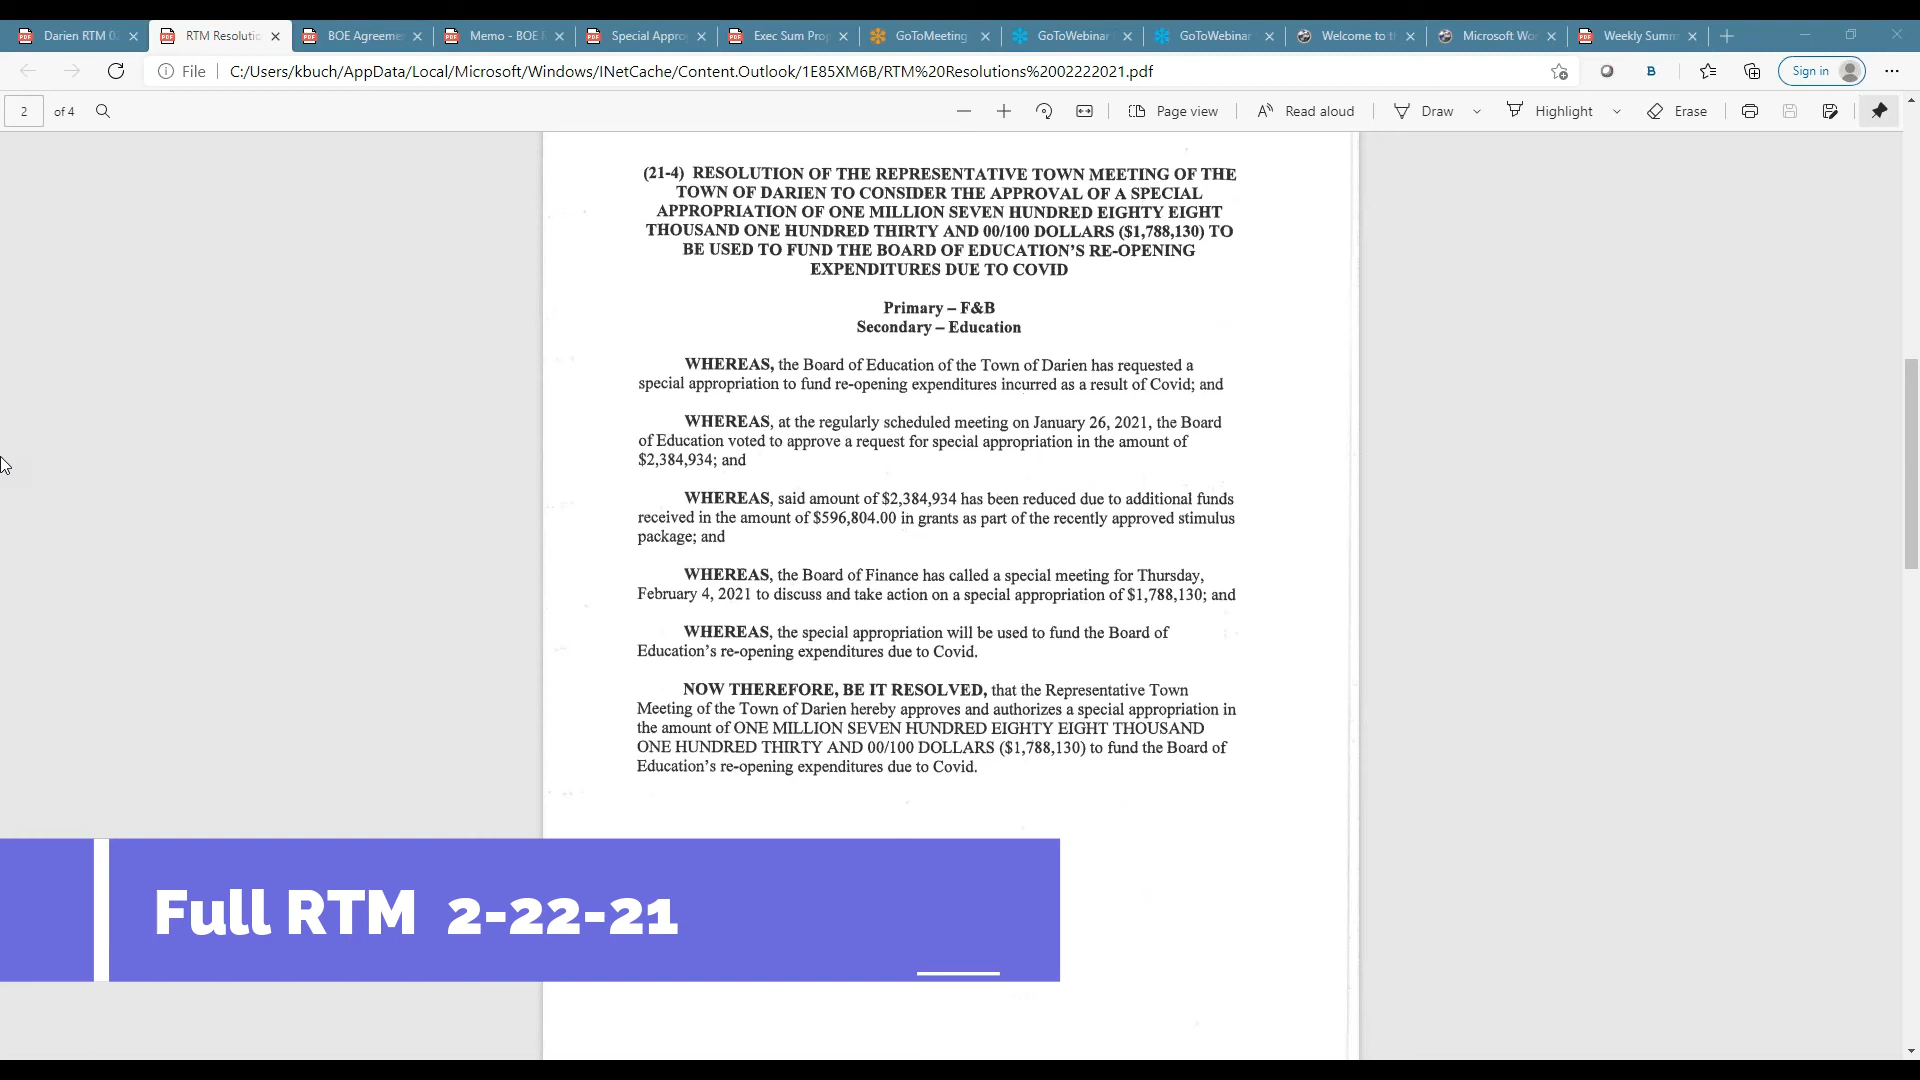 Darien RTM 0
RTM Resolutio
BOE Agreeme
Memo - BOE F
Special Appro
Exec Sum Prop
GoToMeeting
GoToWebinar
GoToWebinar
Welcome to th
Microsoft Wor
Weekly Summ
File
C:/Users/kbuch/AppData/Local/Microsoft/Windows/INetCache/Content.Outlook/1E85XM6B/RTM%20Resolutions%2002222021.pdf
B
Sign in
2 of 4
Page view
Read aloud
Draw
Highlight
Erase
(21-4) RESOLUTION OF THE REPRESENTATIVE TOWN MEETING OF THE
TOWN OF DARIEN TO CONSIDER THE APPROVAL OF A SPECIAL
APPROPRIATION OF ONE MILLION SEVEN HUNDRED EIGHTY EIGHT
THOUSAND ONE HUNDRED THIRTY AND 00/100 DOLLARS ($1,788,130) TO
BE USED TO FUND THE BOARD OF EDUCATION'S RE-OPENING
EXPENDITURES DUE TO COVID
Primary – F&B
Secondary – Education
WHEREAS, the Board of Education of the Town of Darien has requested a
special appropriation to fund re-opening expenditures incurred as a result of Covid; and
WHEREAS, at the regularly scheduled meeting on January 26, 2021, the Board
of Education voted to approve a request for special appropriation in the amount of
$2,384,934; and
WHEREAS, said amount of $2,384,934 has been reduced due to additional funds
received in the amount of $596,804.00 in grants as part of the recently approved stimulus
package; and
WHEREAS, the Board of Finance has called a special meeting for Thursday,
February 4, 2021 to discuss and take action on a special appropriation of $1,788,130; and
WHEREAS, the special appropriation will be used to fund the Board of
Education's re-opening expenditures due to Covid.
NOW THEREFORE, BE IT RESOLVED, that the Representative Town
Meeting of the Town of Darien hereby approves and authorizes a special appropriation in
the amount of ONE MILLION SEVEN HUNDRED EIGHTY EIGHT THOUSAND
ONE HUNDRED THIRTY AND 00/100 DOLLARS ($1,788,130) to fund the Board of
Education's re-opening expenditures due to Covid.
Full RTM 2-22-21